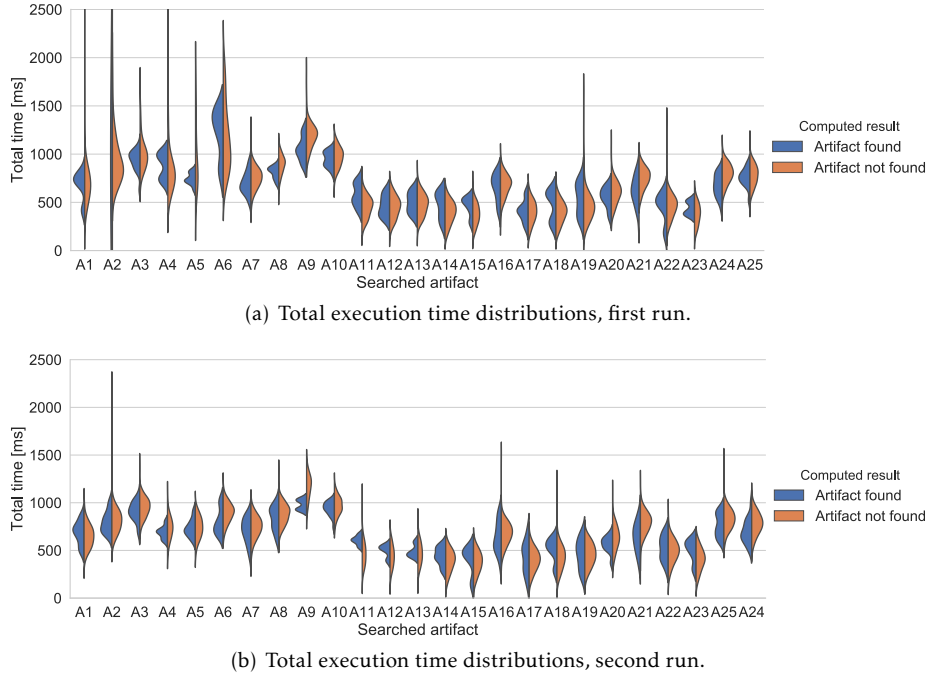 2500
2000
1500
1000
500
0
Total time [ms]
A1 A2 A3 A4 A5 A6 A7 A8 A9 A10 A11 A12 A13 A14 A15 A16 A17 A18 A19 A20 A21 A22 A23 A24 A25
Searched artifact
Computed result
Artifact found
Artifact not found
(a) Total execution time distributions, first run.
2500
2000
1500
1000
500
0
Total time [ms]
A1 A2 A3 A4 A5 A6 A7 A8 A9 A10 A11 A12 A13 A14 A15 A16 A17 A18 A19 A20 A21 A22 A23 A25 A24
Searched artifact
Computed result
Artifact found
Artifact not found
(b) Total execution time distributions, second run.